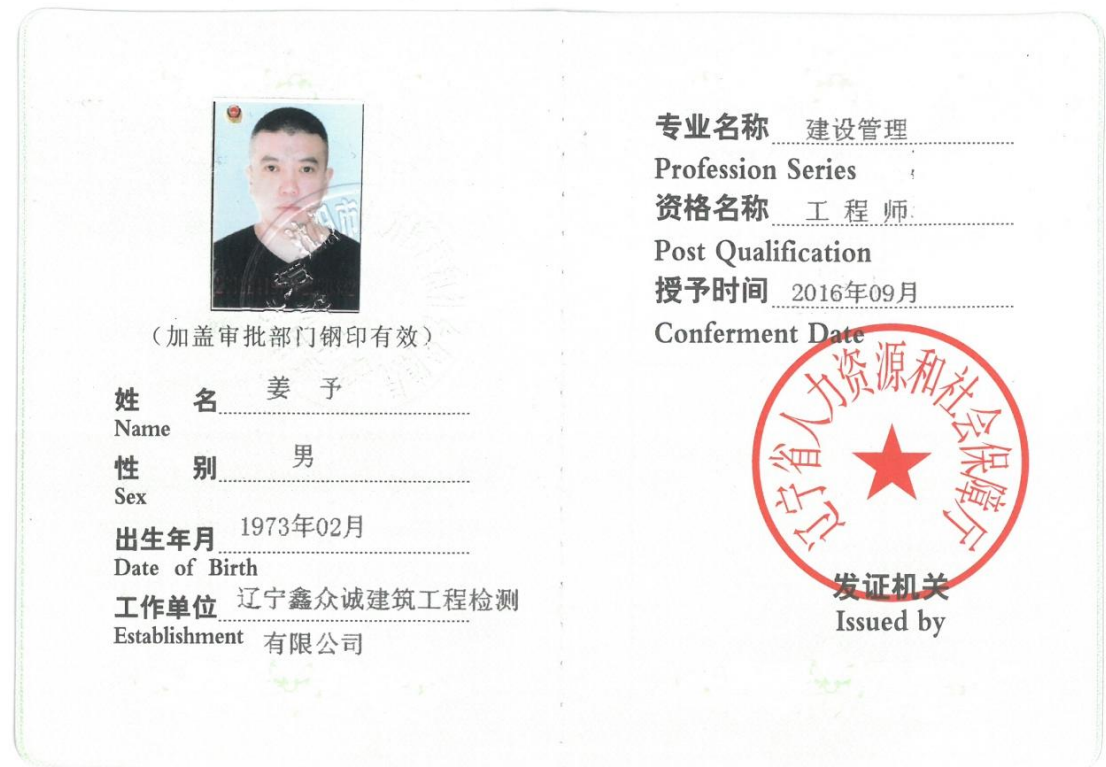 （加盖审批部门钢印有效）
姓 名 姜 予
Name
性 别 男
Sex
出生年月 1973年02月
Date of Birth
工作单位 辽宁鑫众诚建筑工程检测
Establishment 有限公司
专业名称 建设管理
Profession Series
资格名称 工 程 师
Post Qualification
授予时间 2016年09月
Conferment Date
辽宁省人力资源和社会保障厅
发证机关
Issued by